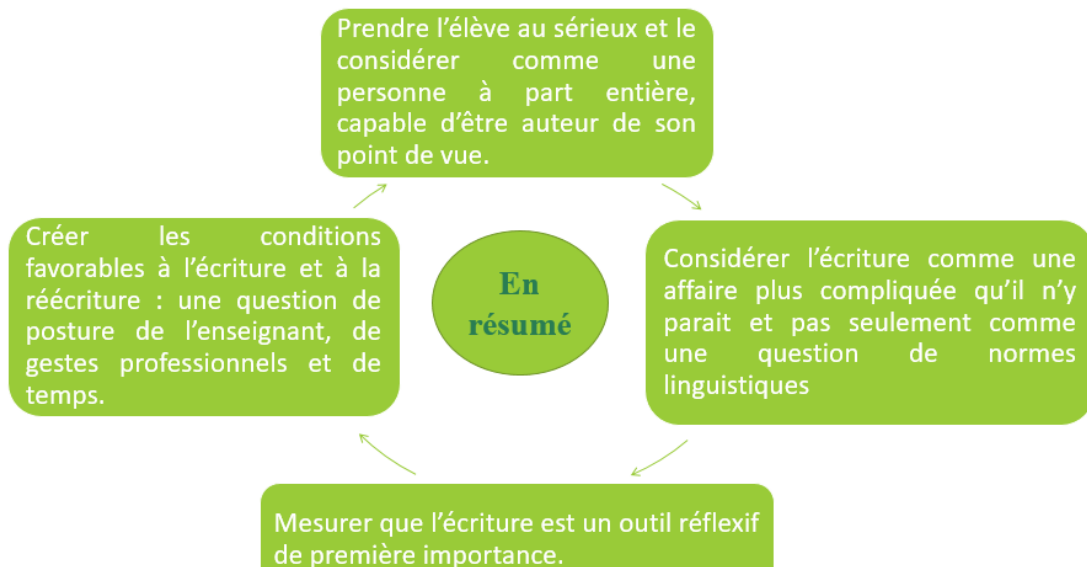 Prendre l’élève au sérieux et le
considérer comme une
personne à part entière,
capable d’être auteur de son
point de vue.
Créer les conditions
favorables à l’écriture et à la
réécriture : une question de
posture de l’enseignant, de
gestes professionnels et de
temps.
En
résumé
Considérer l’écriture comme une
affaire plus compliquée qu’il n’y
parait et pas seulement comme
une question de normes
linguistiques
Mesurer que l’écriture est un outil réflexif
de première importance.